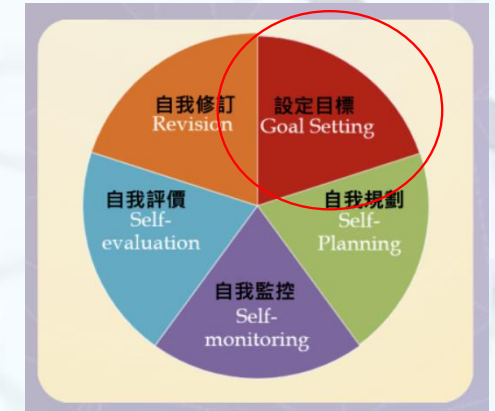 自我修訂
Revision
設定目標
Goal Setting
自我評價
Self-
evaluation
自我規劃
Self-
Planning
自我監控
Self-
monitoring